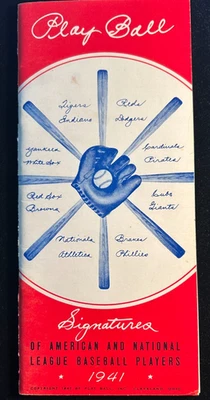 Play Ball
Tigers
Indians
Reds
Dodgers
Yankees
White Sox
Cardinals
Pirates
Red Sox
Browns
Cubs
Giants
Nationals
Athletics
Braves
Phillies
Signatures
OF AMERICAN AND NATIONAL
LEAGUE BASEBALL PLAYERS
1941